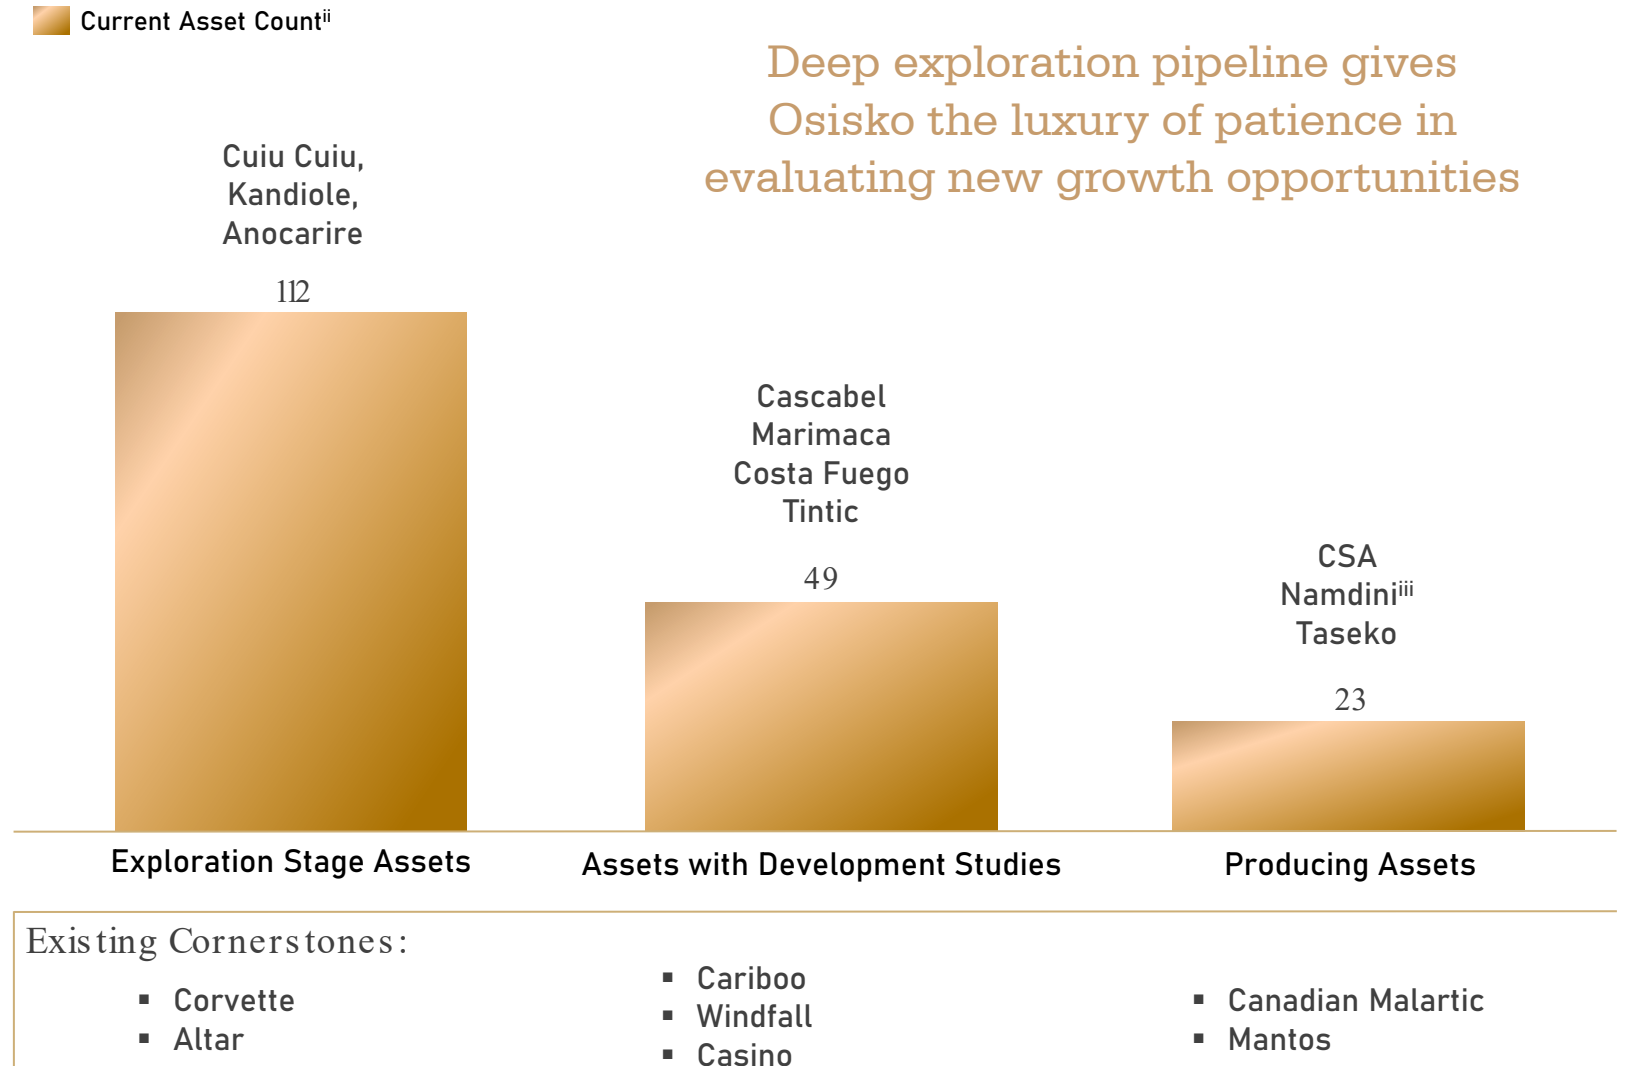 Current Asset Countⁱⁱ
Deep exploration pipeline gives
Osisko the luxury of patience in
evaluating new growth opportunities
Cuiu Cuiu,
Kandiole,
Anocarire
112
Cascabel
Marimaca
Costa Fuego
Tintic
49
CSA
Namdiniⁱⁱⁱ
Taseko
23
Exploration Stage Assets
Assets with Development Studies
Producing Assets
Existing Cornerstones:
▪ Corvette
▪ Altar
▪ Cariboo
▪ Windfall
▪ Casino
▪ Canadian Malartic
▪ Mantos